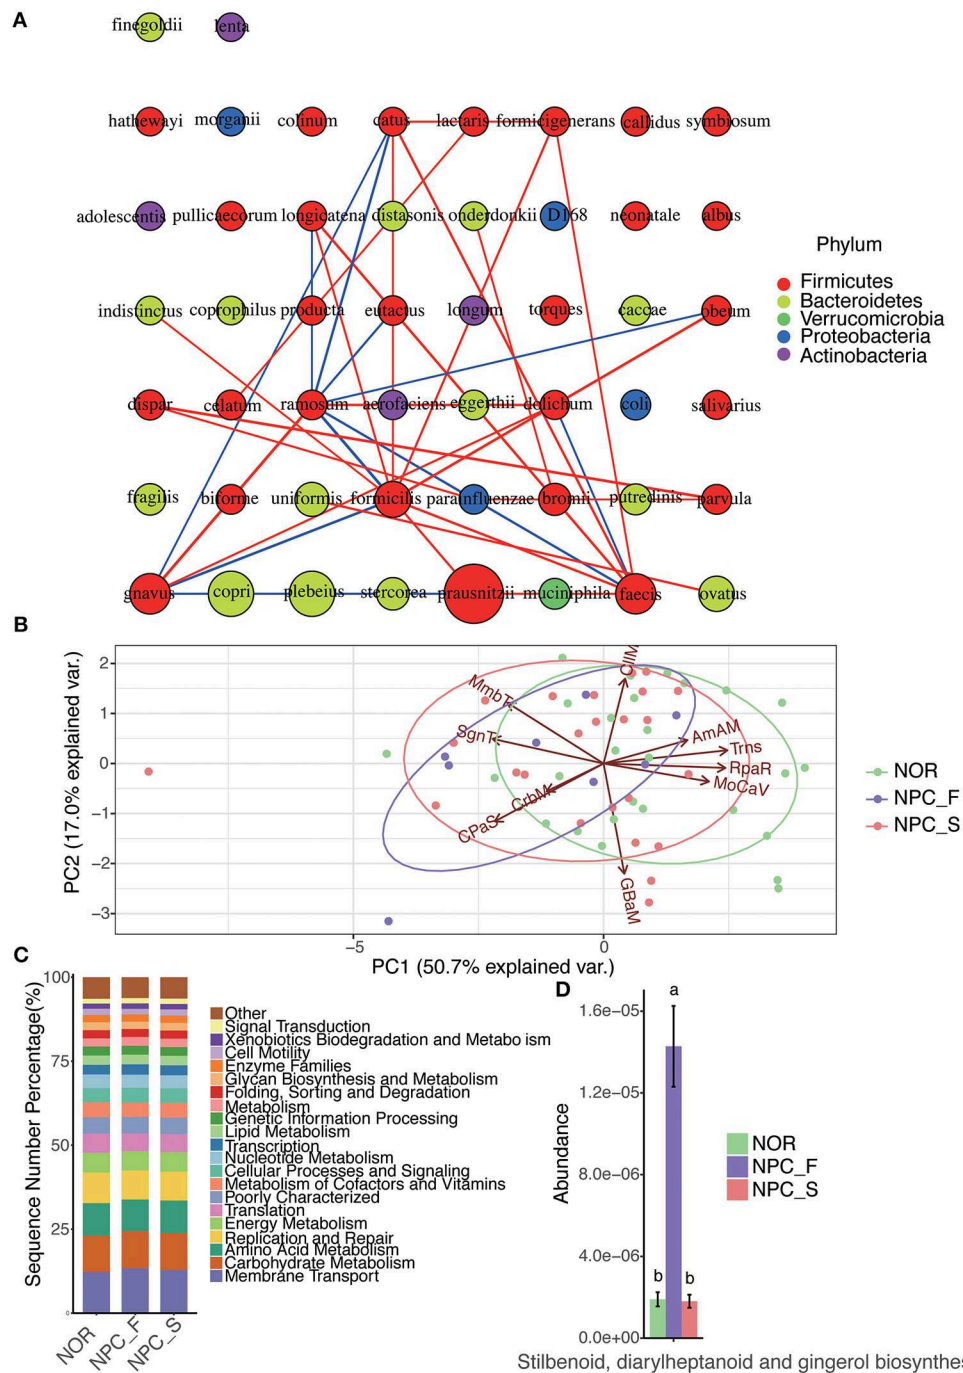 A
finegoldii lenta
hathewayi morganii colinum catus lactaris formicigenerans callidus symbiosum
adolescentis pullicaecorum longicatena distasonis onderdonkii D168 neonatale albus
indistinctus coprophilus producta eutactus longum torques caccae obeum
dispar celatum ramosum aerofaciens eggerthii dolichum coli salivarius
fragilis biforme uniformis formicilis parainfluenzae bromii putredinis parvula
gnavus copri plebeius stercorea prausnitzii muciniphila faecis ovatus
Phylum
Firmicutes
Bacteroidetes
Verrucomicrobia
Proteobacteria
Actinobacteria
B
PC2 (17.0% explained var.)
2
1
0
−1
−2
−3
MmbT
SgnT
CrbM
CPaS
GBaM
AmAM
Trns
RpaR
MoCaV
−5
0
PC1 (50.7% explained var.)
NOR
NPC_F
NPC_S
C
Sequence Number Percentage(%)
100
75
50
25
0
NOR
NPC_F
NPC_S
Other
Signal Transduction
Xenobiotics Biodegradation and Metabo ism
Cell Motility
Enzyme Families
Glycan Biosynthesis and Metabolism
Folding, Sorting and Degradation
Metabolism
Genetic Information Processing
Lipid Metabolism
Transcription
Nucleotide Metabolism
Cellular Processes and Signaling
Metabolism of Cofactors and Vitamins
Poorly Characterized
Translation
Energy Metabolism
Replication and Repair
Amino Acid Metabolism
Carbohydrate Metabolism
Membrane Transport
D
Abundance
1.6e−05
1.2e−05
8.0e−06
4.0e−06
0.0e+00
a
b
b
NOR
NPC_F
NPC_S
Stilbenoid, diarylheptanoid and gingerol biosynthes